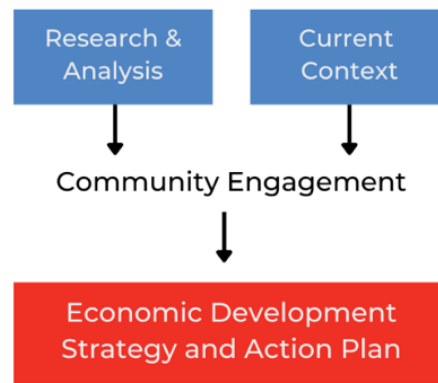 Research &
Analysis
Current
Context
Community Engagement
Economic Development
Strategy and Action Plan